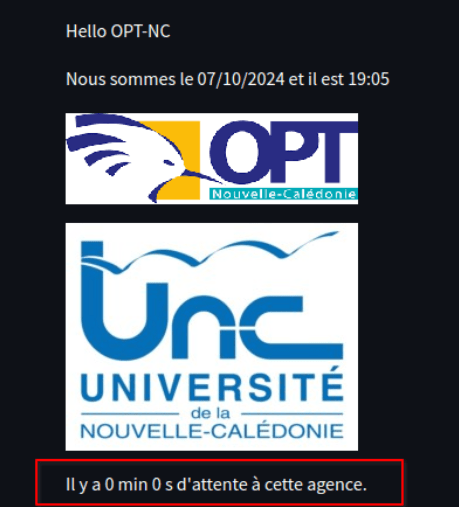 Hello OPT-NC
Nous sommes le 07/10/2024 et il est 19:05
OPT
Nouvelle-Calédonie
Unc
UNIVERSITÉ
de la
NOUVELLE-CALÉDONIE
Il y a 0 min 0 s d'attente à cette agence.